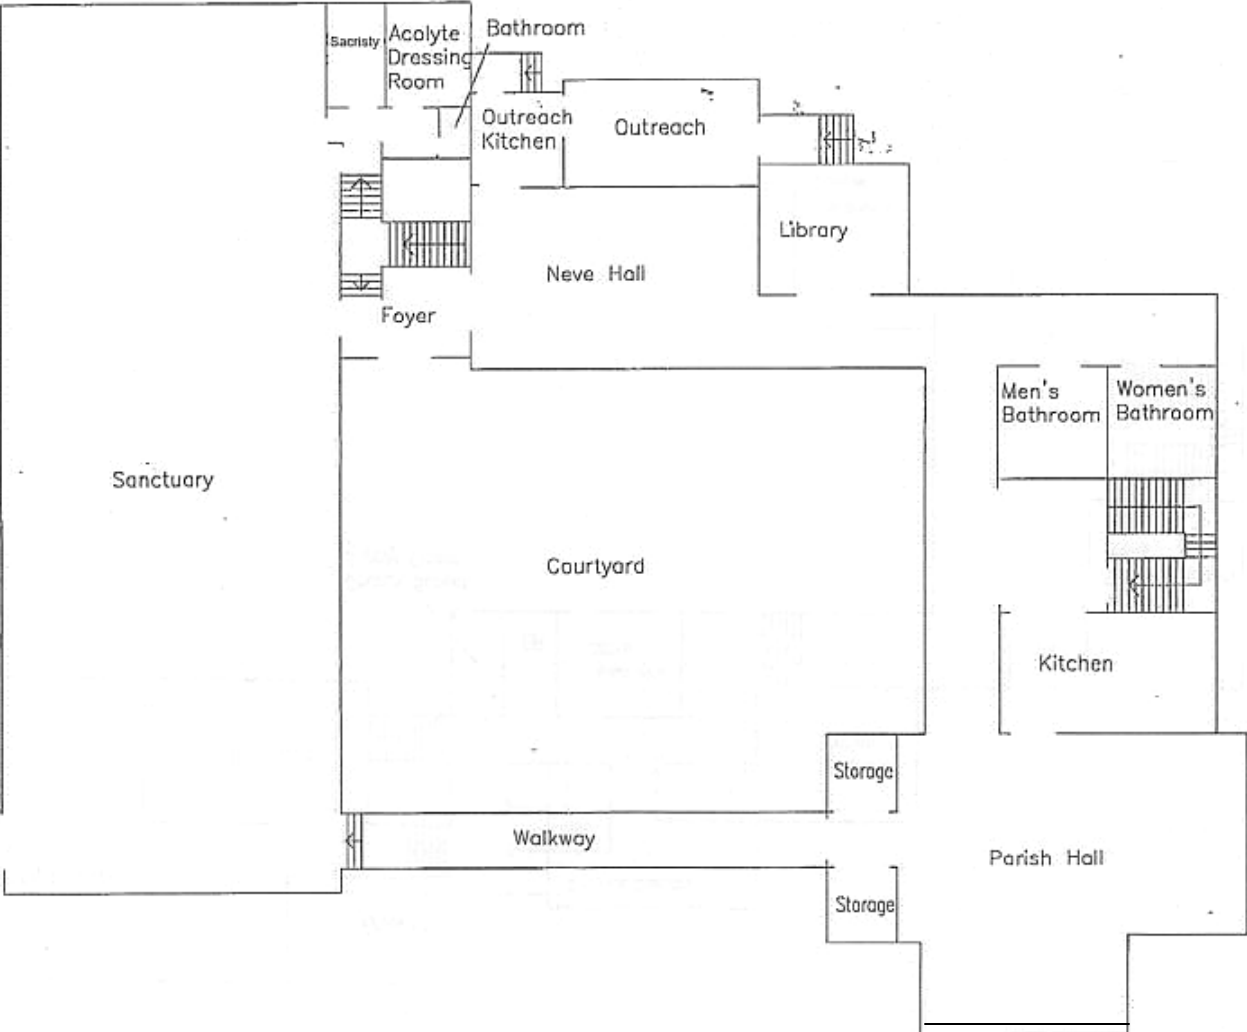 Sacristy
Acolyte
Dressing
Room
Bathroom
Outreach
Kitchen
Outreach
Library
Neve Hall
Foyer
Men's
Bathroom
Women's
Bathroom
Sanctuary
Courtyard
Kitchen
Storage
Walkway
Parish Hall
Storage